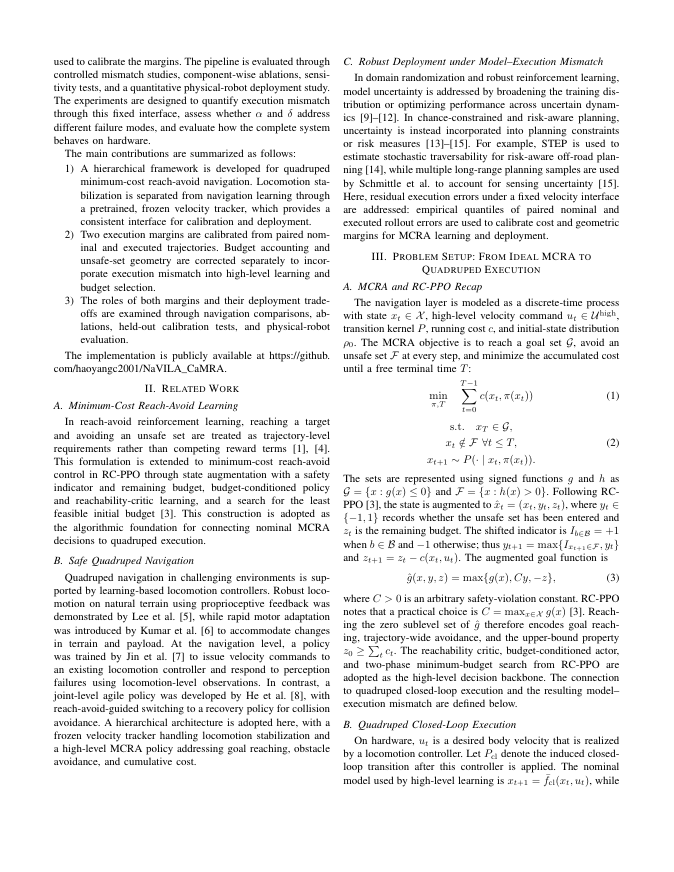 used to calibrate the margins. The pipeline is evaluated through
controlled mismatch studies, component-wise ablations, sensi-
tivity tests, and a quantitative physical-robot deployment study.
The experiments are designed to quantify execution mismatch
through this fixed interface, assess whether α and δ address
different failure modes, and evaluate how the complete system
behaves on hardware.
The main contributions are summarized as follows:
1) A hierarchical framework is developed for quadruped
minimum-cost reach-avoid navigation. Locomotion sta-
bilization is separated from navigation learning through
a pretrained, frozen velocity tracker, which provides a
consistent interface for calibration and deployment.
2) Two execution margins are calibrated from paired nom-
inal and executed trajectories. Budget accounting and
unsafe-set geometry are corrected separately to incor-
porate execution mismatch into high-level learning and
budget selection.
3) The roles of both margins and their deployment trade-
offs are examined through navigation comparisons, ab-
lations, held-out calibration tests, and physical-robot
evaluation.
The implementation is publicly available at https://github.
com/haoyangc2001/NaVILA_CaMRA.
II. RELATED WORK
A. Minimum-Cost Reach-Avoid Learning
In reach-avoid reinforcement learning, reaching a target
and avoiding an unsafe set are treated as trajectory-level
requirements rather than competing reward terms [1], [4].
This formulation is extended to minimum-cost reach-avoid
control in RC-PPO through state augmentation with a safety
indicator and remaining budget, budget-conditioned policy
and reachability-critic learning, and a search for the least
feasible initial budget [3]. This construction is adopted as
the algorithmic foundation for connecting nominal MCRA
decisions to quadruped execution.
B. Safe Quadruped Navigation
Quadruped navigation in challenging environments is sup-
ported by learning-based locomotion controllers. Robust loco-
motion on natural terrain using proprioceptive feedback was
demonstrated by Lee et al. [5], while rapid motor adaptation
was introduced by Kumar et al. [6] to accommodate changes
in terrain and payload. At the navigation level, a policy
was trained by Jin et al. [7] to issue velocity commands to
an existing locomotion controller and respond to perception
failures using locomotion-level observations. In contrast, a
joint-level agile policy was developed by He et al. [8], with
reach-avoid-guided switching to a recovery policy for collision
avoidance. A hierarchical architecture is adopted here, with a
frozen velocity tracker handling locomotion stabilization and
a high-level MCRA policy addressing goal reaching, obstacle
avoidance, and cumulative cost.
C. Robust Deployment under Model–Execution Mismatch
In domain randomization and robust reinforcement learning,
model uncertainty is addressed by broadening the training dis-
tribution or optimizing performance across uncertain dynam-
ics [9]–[12]. In chance-constrained and risk-aware planning,
uncertainty is instead incorporated into planning constraints
or risk measures [13]–[15]. For example, STEP is used to
estimate stochastic traversability for risk-aware off-road plan-
ning [14], while multiple long-range planning samples are used
by Schmittle et al. to account for sensing uncertainty [15].
Here, residual execution errors under a fixed velocity interface
are addressed: empirical quantiles of paired nominal and
executed rollout errors are used to calibrate cost and geometric
margins for MCRA learning and deployment.
III. PROBLEM SETUP: FROM IDEAL MCRA TO
QUADRUPED EXECUTION
A. MCRA and RC-PPO Recap
The navigation layer is modeled as a discrete-time process
with state x_t ∈ X, high-level velocity command u_t ∈ U^high,
transition kernel P, running cost c, and initial-state distribution
ρ_0. The MCRA objective is to reach a goal set G, avoid an
unsafe set F at every step, and minimize the accumulated cost
until a free terminal time T:
min_{π,T} ∑_{t=0}^{T−1} c(x_t, π(x_t)) (1)
s.t. x_T ∈ G,
x_t ∉ F ∀t ≤ T, (2)
x_{t+1} ∼ P(· | x_t, π(x_t)).
The sets are represented using signed functions g and h as
G = {x : g(x) ≤ 0} and F = {x : h(x) > 0}. Following RC-
PPO [3], the state is augmented to x̂_t = (x_t, y_t, z_t), where y_t ∈
{−1, 1} records whether the unsafe set has been entered and
z_t is the remaining budget. The shifted indicator is I_{b∈B} = +1
when b ∈ B and −1 otherwise; thus y_{t+1} = max{I_{x_{t+1}∈F}, y_t}
and z_{t+1} = z_t − c(x_t, u_t). The augmented goal function is
ĝ(x, y, z) = max{g(x), Cy, −z}, (3)
where C > 0 is an arbitrary safety-violation constant. RC-PPO
notes that a practical choice is C = max_{x∈X} g(x) [3]. Reach-
ing the zero sublevel set of ĝ therefore encodes goal reach-
ing, trajectory-wide avoidance, and the upper-bound property
z_0 ≥ ∑_t c_t. The reachability critic, budget-conditioned actor,
and two-phase minimum-budget search from RC-PPO are
adopted as the high-level decision backbone. The connection
to quadruped closed-loop execution and the resulting model–
execution mismatch are defined below.
B. Quadruped Closed-Loop Execution
On hardware, u_t is a desired body velocity that is realized
by a locomotion controller. Let P_cl denote the induced closed-
loop transition after this controller is applied. The nominal
model used by high-level learning is x_{t+1} = f̄_cl(x_t, u_t), while